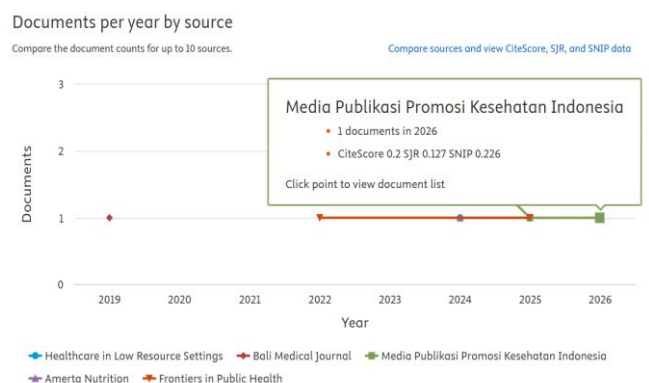 Documents per year by source
Compare the document counts for up to 10 sources.
Compare sources and view CiteScore, SJR, and SNIP data
3
Media Publikasi Promosi Kesehatan Indonesia
1 documents in 2026
CiteScore 0.2 SJR 0.127 SNIP 0.226
Click point to view document list
2
Documents
1
0
2019 2020 2021 2022 2023 2024 2025 2026
Year
Healthcare in Low Resource Settings Bali Medical Journal Media Publikasi Promosi Kesehatan Indonesia
Amerta Nutrition Frontiers in Public Health